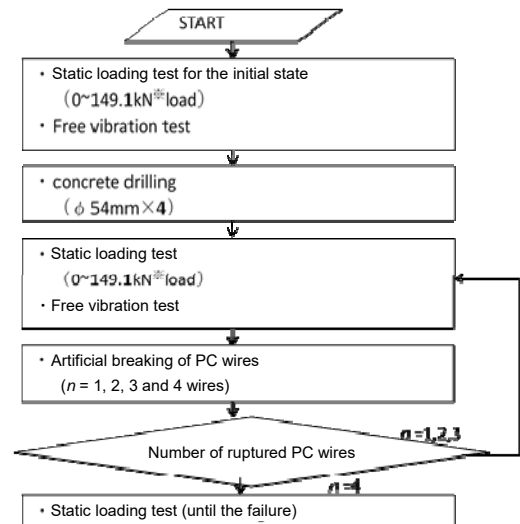 START
・Static loading test for the initial state
(0~149.1kN※load)
・Free vibration test
・concrete drilling
(ϕ 54mm×4)
・Static loading test
(0~149.1kN※load)
・Free vibration test
・Artificial breaking of PC wires
(n = 1, 2, 3 and 4 wires)
n=1,2,3
Number of ruptured PC wires
n=4
・Static loading test (until the failure)